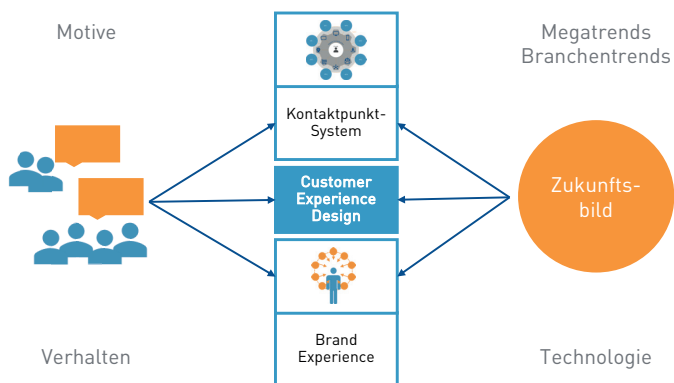 Motive
Megatrends
Branchentrends
Kontaktpunkt-
System
Customer
Experience
Design
Zukunfts-
bild
Brand
Experience
Verhalten
Technologie